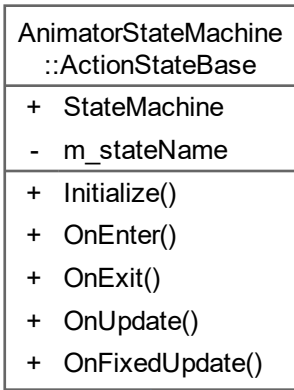 AnimatorStateMachine
::ActionStateBase
+ StateMachine
- m_stateName
+ Initialize()
+ OnEnter()
+ OnExit()
+ OnUpdate()
+ OnFixedUpdate()